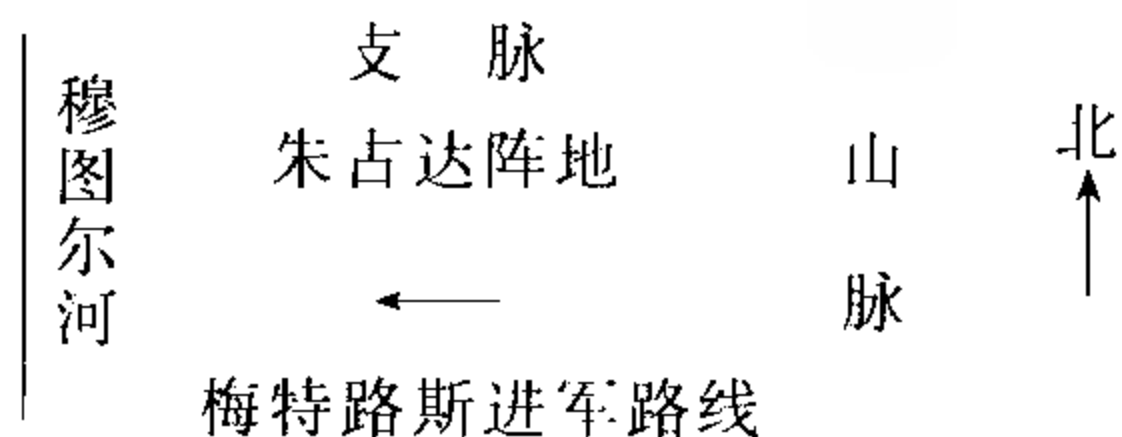 支 脉
穆图尔河
朱占达阵地
山脉
北
梅特路斯进军路线